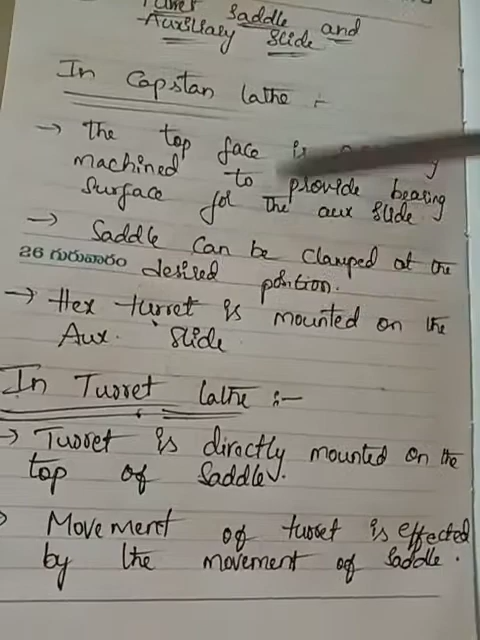 Turret Saddle and
Auxiliary Slide
In Capstan lathe :-
→ The top face is
machined to provide bearing
surface for the aux slide.
→ Saddle can be clamped at the
26 గురువారం desired position.
→ Hex turret is mounted on the
Aux. slide
In Turret lathe :-
→ Turret is directly mounted on the
top of Saddle.
→ Movement of turret is effected
by the movement of Saddle.